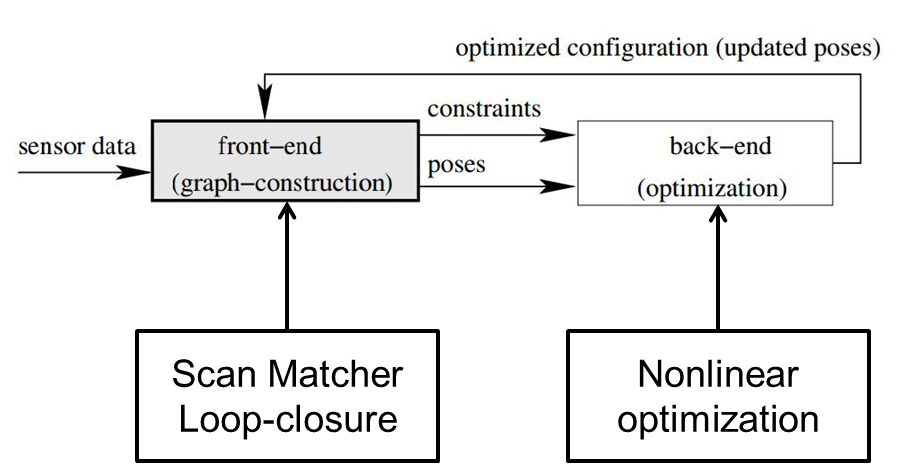 optimized configuration (updated poses)
sensor data
front−end
(graph−construction)
constraints
poses
back−end
(optimization)
Scan Matcher
Loop-closure
Nonlinear
optimization